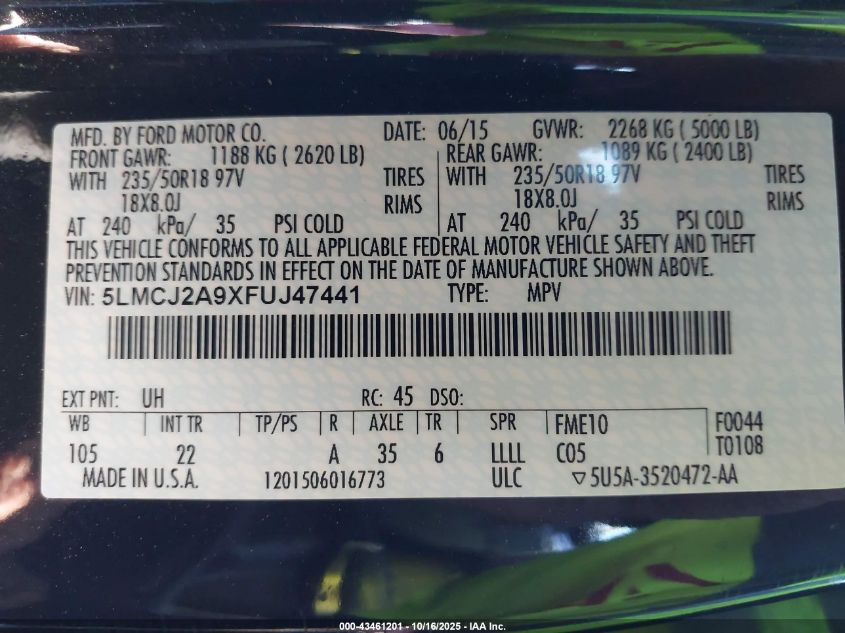 MFD. BY FORD MOTOR CO. DATE: 06/15 GVWR: 2268 KG ( 5000 LB)
FRONT GAWR: 1188 KG ( 2620 LB) REAR GAWR: 1089 KG ( 2400 LB)
WITH 235/50R18 97V TIRES WITH 235/50R18 97V TIRES
18X8.0J RIMS 18X8.0J RIMS
AT 240 kPa/ 35 PSI COLD AT 240 kPa/ 35 PSI COLD
THIS VEHICLE CONFORMS TO ALL APPLICABLE FEDERAL MOTOR VEHICLE SAFETY AND THEFT
PREVENTION STANDARDS IN EFFECT ON THE DATE OF MANUFACTURE SHOWN ABOVE.
VIN: 5LMCJ2A9XFUJ47441 TYPE: MPV
EXT PNT: UH RC: 45 DSO:
WB INT TR TP/PS R AXLE TR SPR FME10 F0044
105 22 A 35 6 LLLL C05 T0108
MADE IN U.S.A. 1201506016773 ULC ▽5U5A-3520472-AA
000-43461201 - 10/16/2025 - IAA Inc.